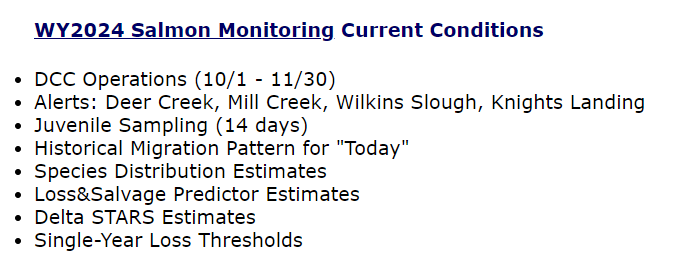 WY2024 Salmon Monitoring Current Conditions
• DCC Operations (10/1 - 11/30)
• Alerts: Deer Creek, Mill Creek, Wilkins Slough, Knights Landing
• Juvenile Sampling (14 days)
• Historical Migration Pattern for "Today"
• Species Distribution Estimates
• Loss&Salvage Predictor Estimates
• Delta STARS Estimates
• Single-Year Loss Thresholds